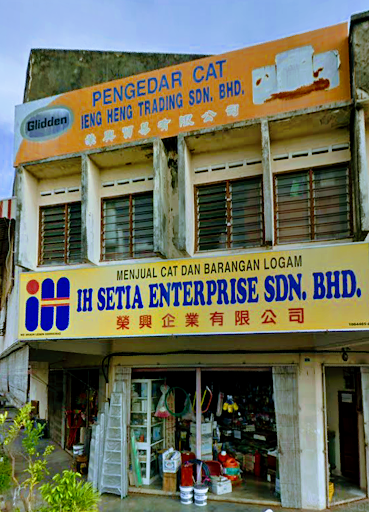 PENGEDAR CAT
Glidden
IENG HENG TRADING SDN. BHD.
榮興貿易有限公司
MENJUAL CAT DAN BARANGAN LOGAM
IH SETIA ENTERPRISE SDN. BHD.
榮興企業有限公司